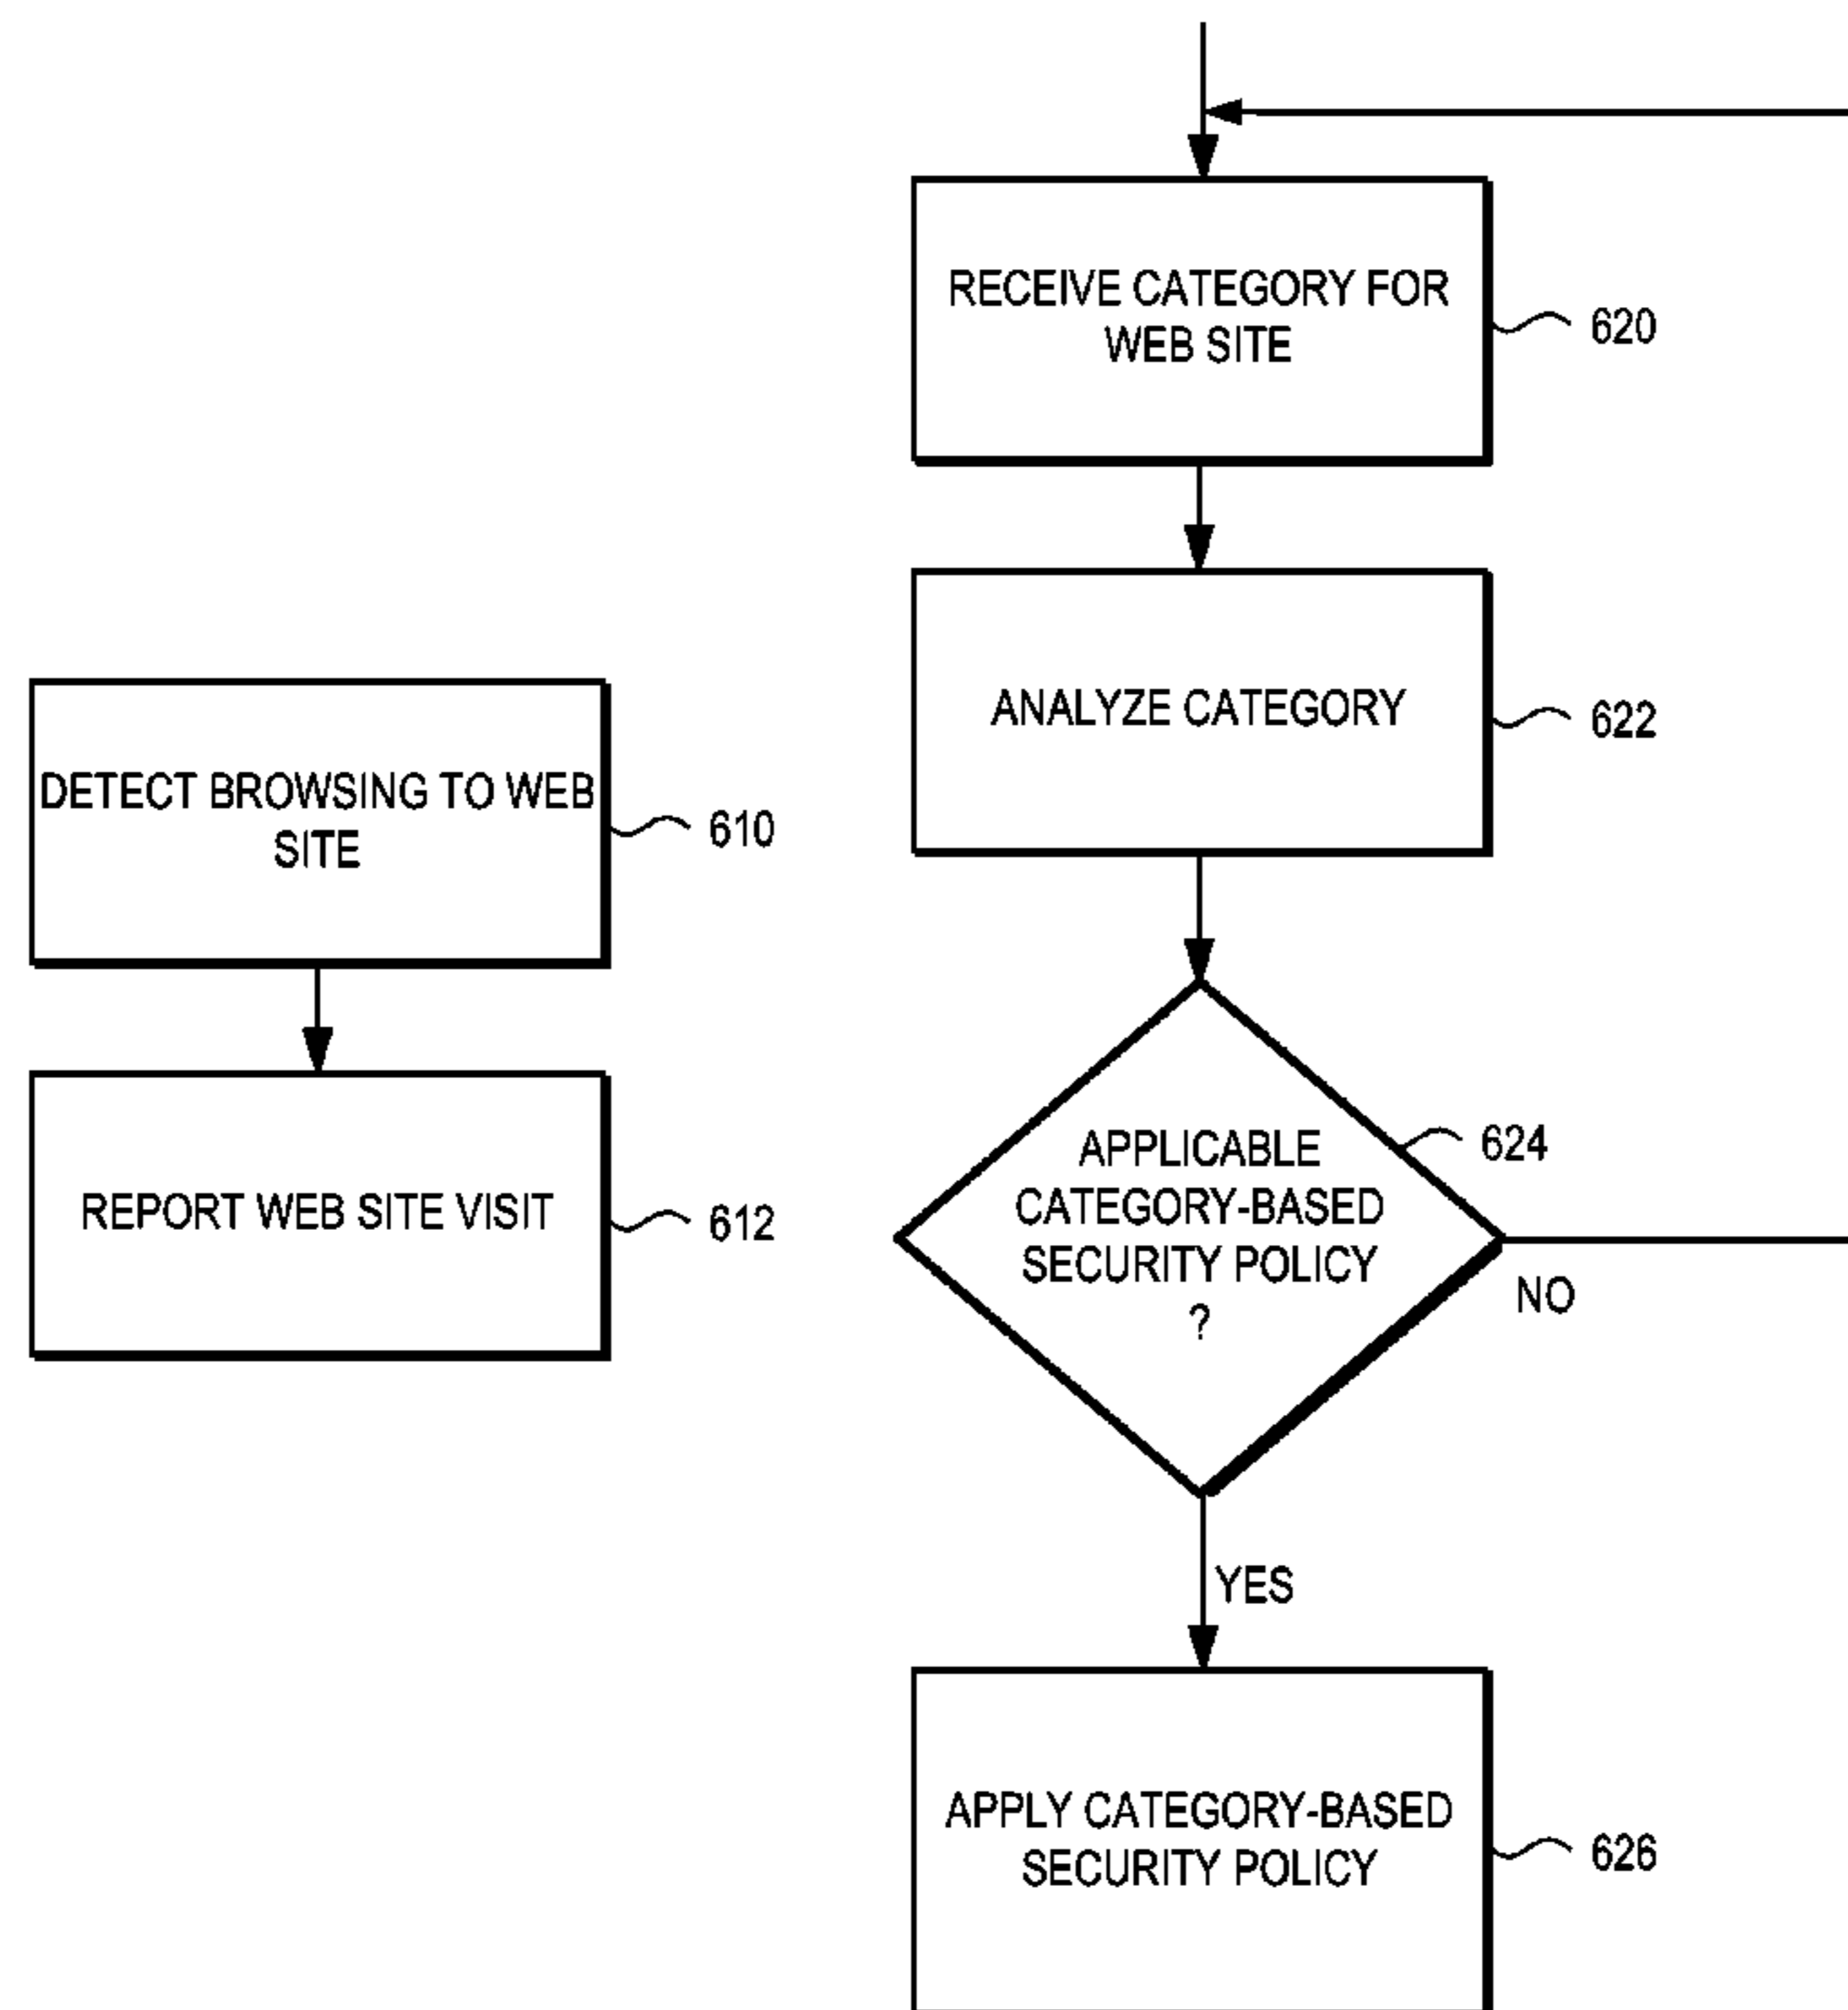 DETECT BROWSING TO WEB
SITE
610
REPORT WEB SITE VISIT
612
RECEIVE CATEGORY FOR
WEB SITE
620
ANALYZE CATEGORY
622
APPLICABLE
CATEGORY-BASED
SECURITY POLICY
?
624
NO
YES
APPLY CATEGORY-BASED
SECURITY POLICY
626